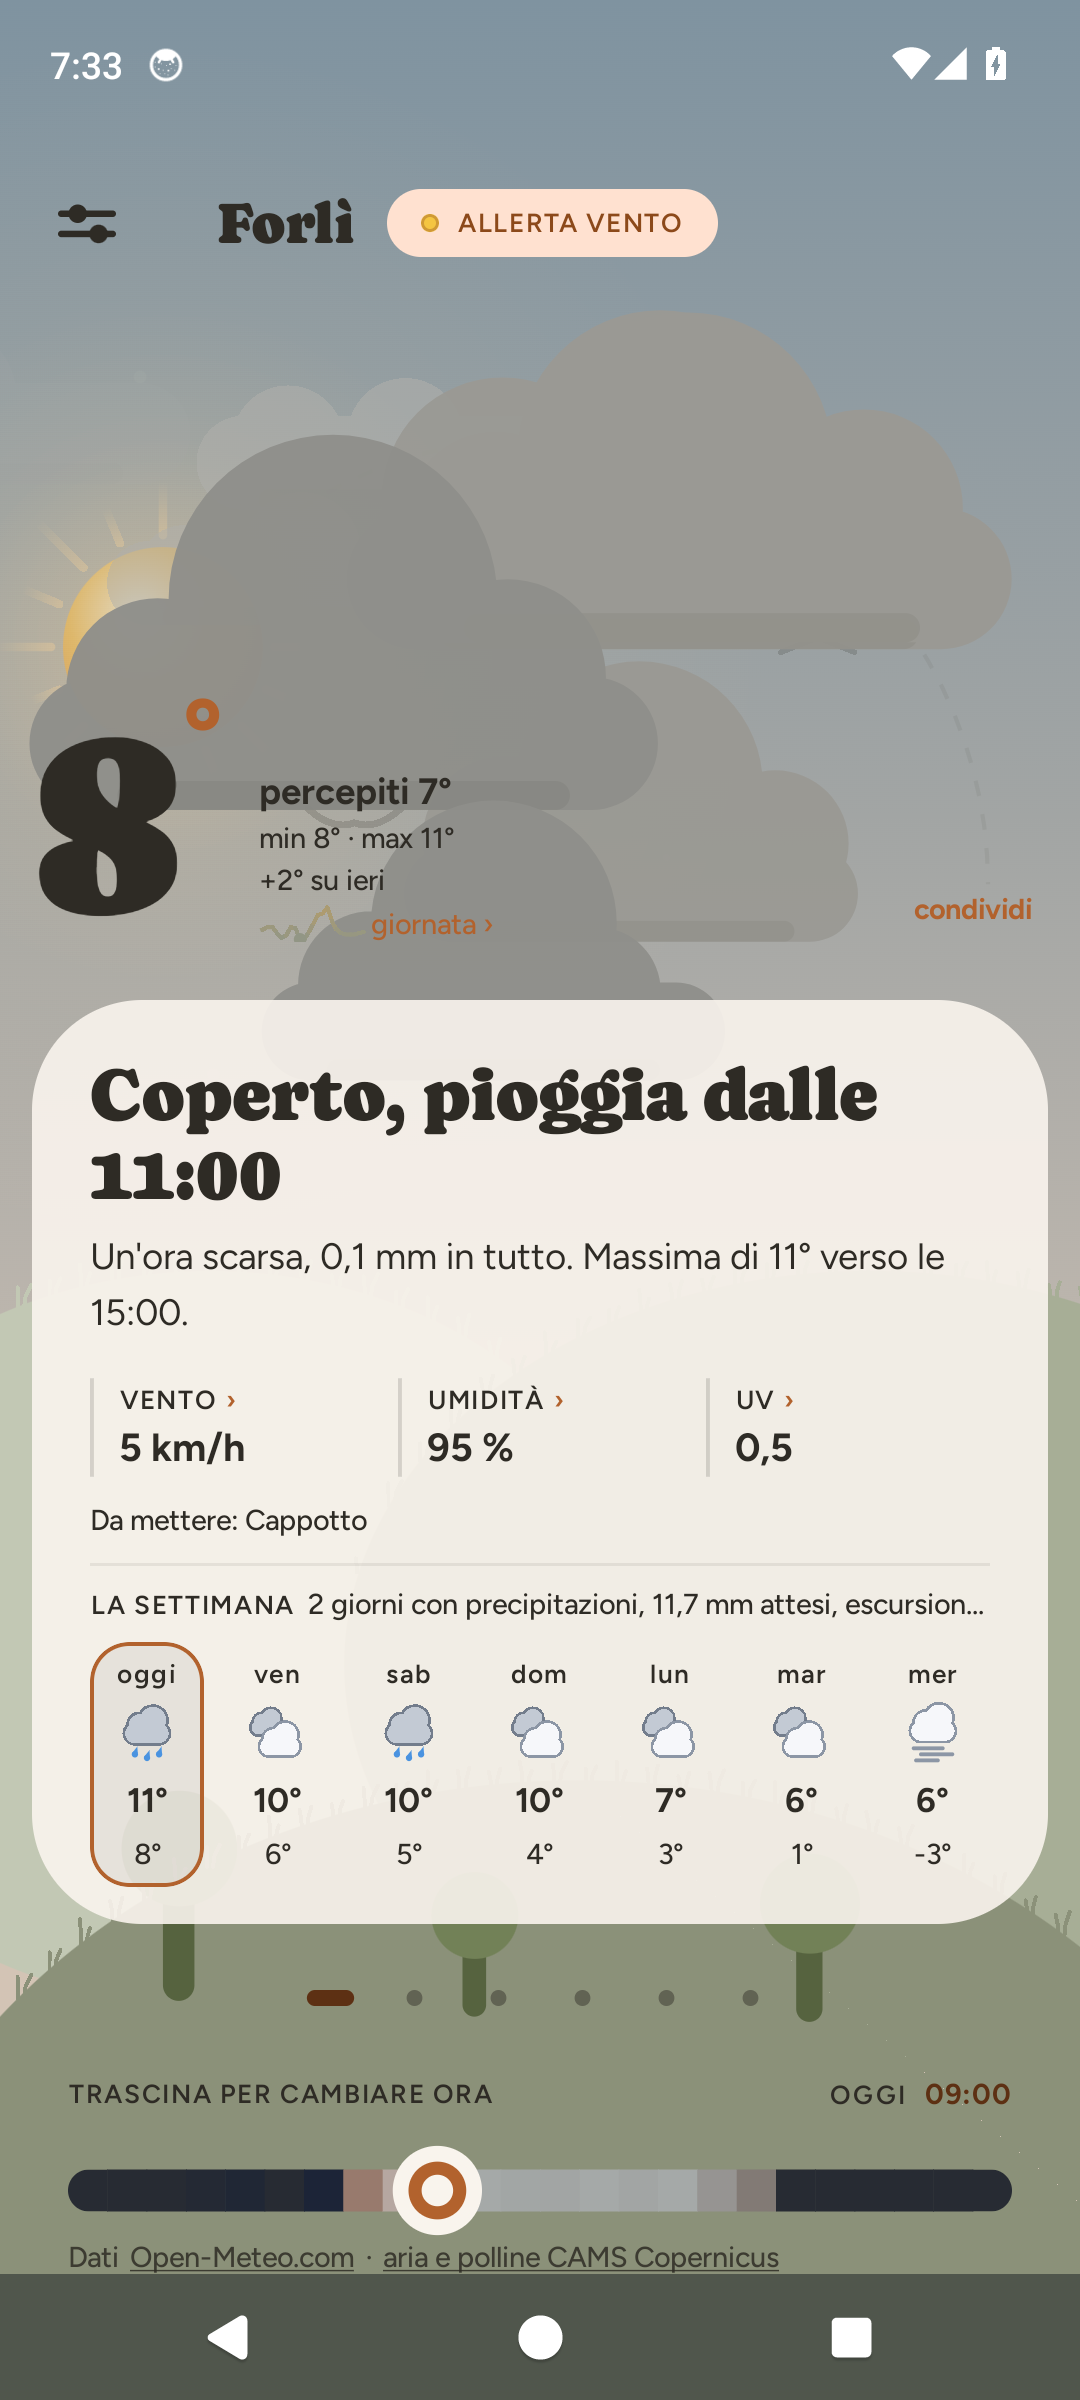 7:33
Forlì
ALLERTA VENTO
8
percepiti 7°
min 8° · max 11°
+2° su ieri
giornata ›
condividi
Coperto, pioggia dalle
11:00
Un'ora scarsa, 0,1 mm in tutto. Massima di 11° verso le
15:00.
VENTO › UMIDITÀ › UV ›
5 km/h 95 % 0,5
Da mettere: Cappotto
LA SETTIMANA 2 giorni con precipitazioni, 11,7 mm attesi, escursion...
oggi ven sab dom lun mar mer
11° 10° 10° 10° 7° 6° 6°
8° 6° 5° 4° 3° 1° -3°
TRASCINA PER CAMBIARE ORA OGGI 09:00
Dati Open-Meteo.com · aria e polline CAMS Copernicus